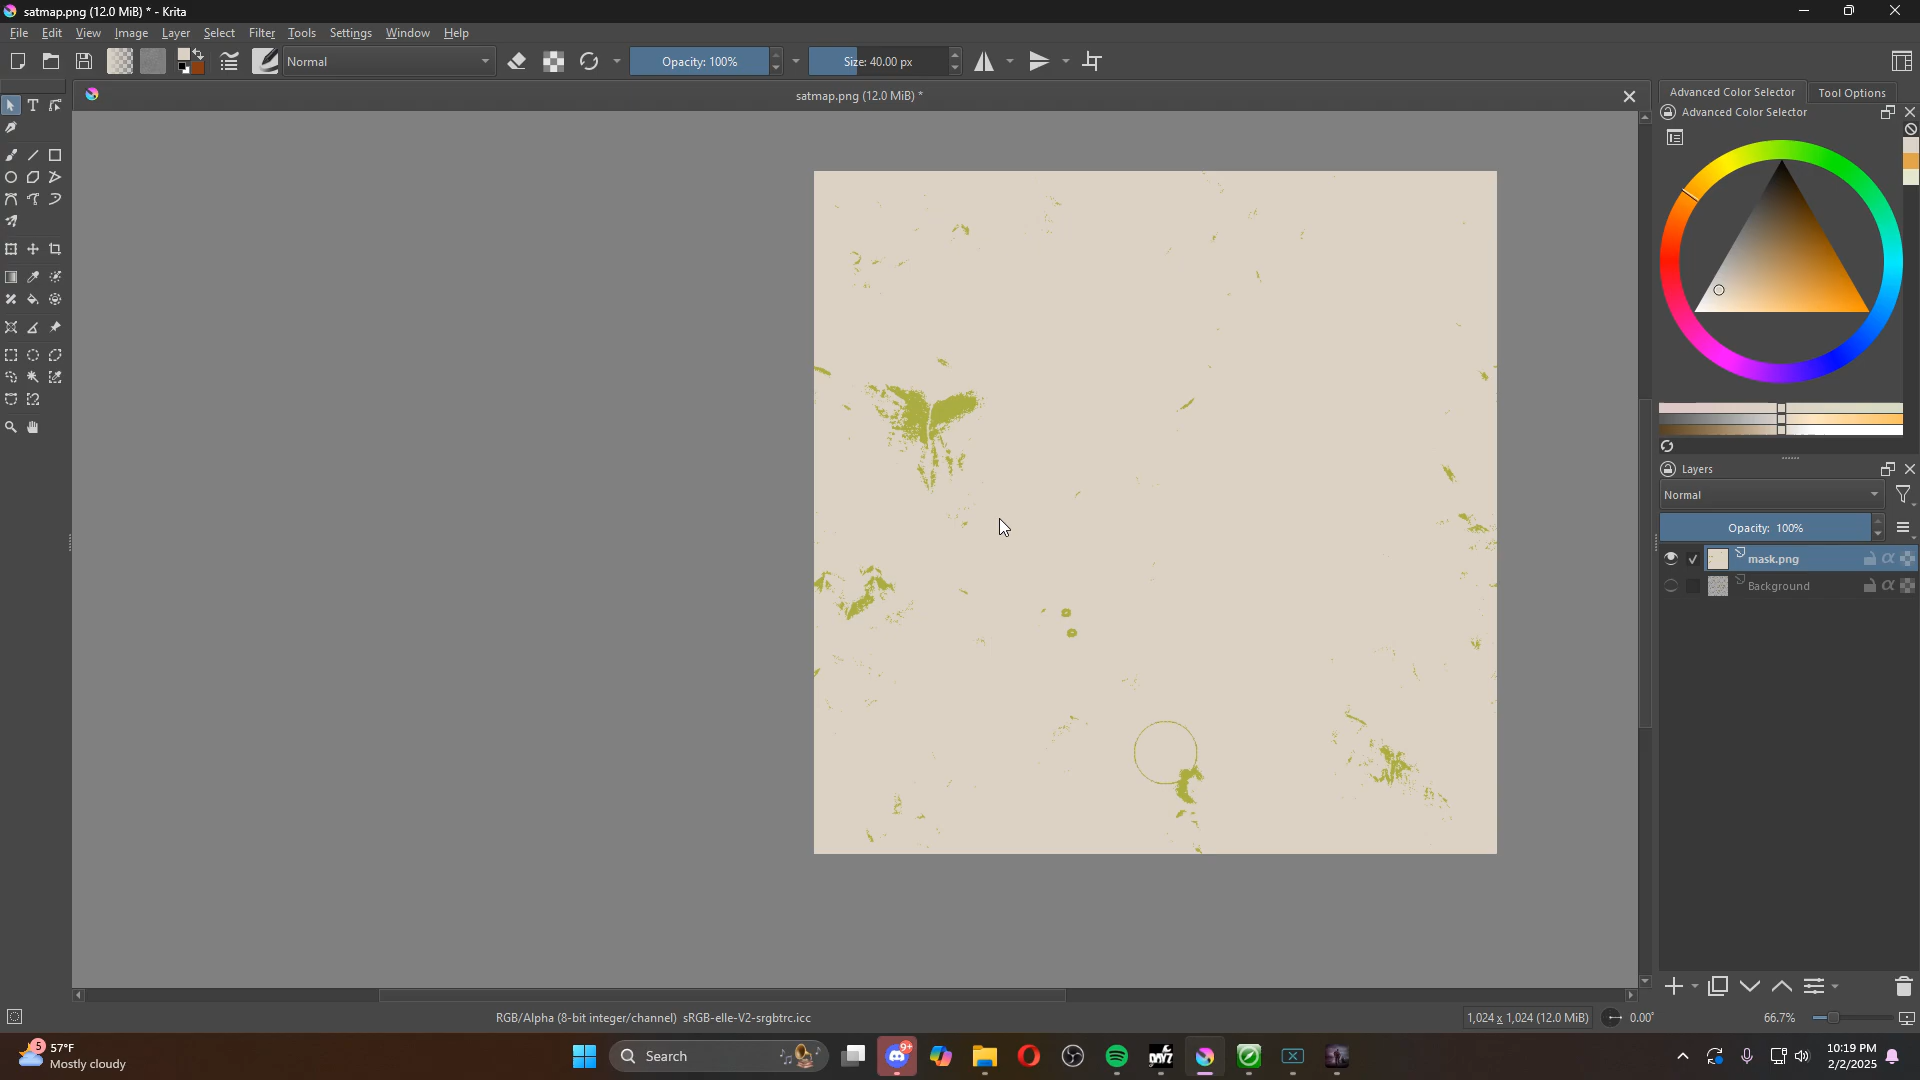 satmap.png (12.0 MiB) * - Krita
File Edit View Image Layer Select Filter Tools Settings Window Help
Normal Opacity: 100% Size: 40.00 px
satmap.png (12.0 MiB) *
Advanced Color Selector Tool Options
Advanced Color Selector
Layers
Normal
Opacity: 100%
mask.png
Background
RGB/Alpha (8-bit integer/channel) sRGB-elle-V2-srgbtrc.icc 1,024 x 1,024 (12.0 MiB) 0.00° 66.7%
5 57°F
Mostly cloudy
Search
9+
DAYZ
10:19 PM
2/2/2025